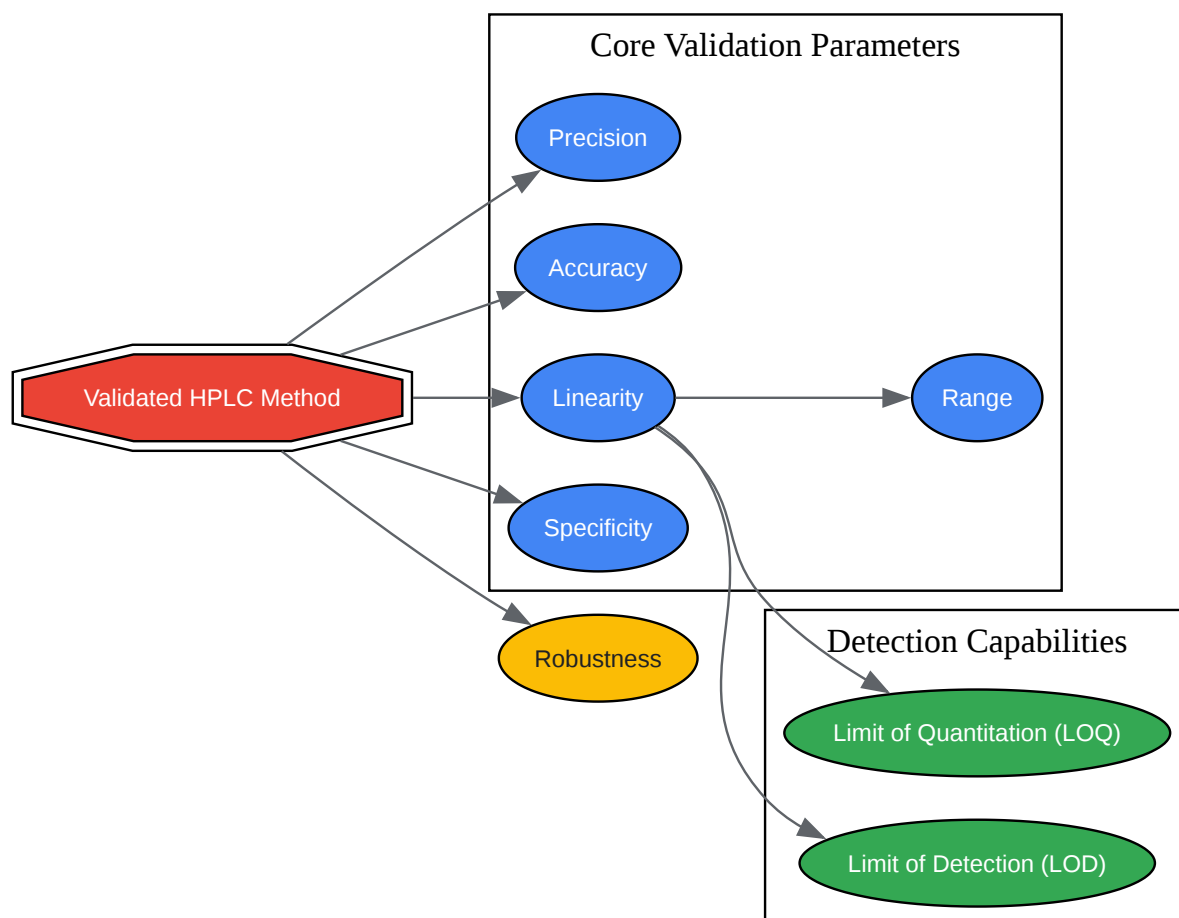 Core Validation Parameters
Precision
Accuracy
Validated HPLC Method
Linearity
Range
Specificity
Robustness
Detection Capabilities
Limit of Quantitation (LOQ)
Limit of Detection (LOD)